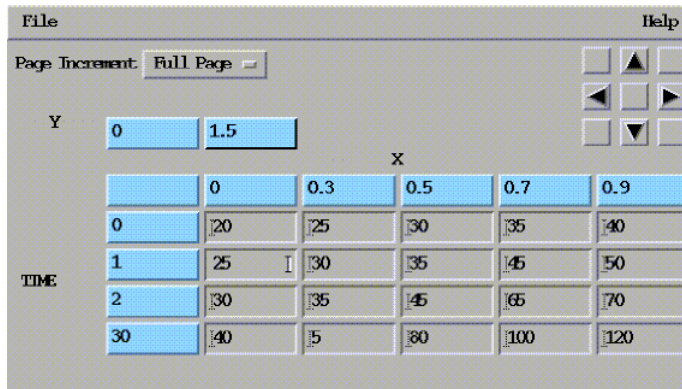 File Help
Page Increment Full Page
Y 0 1.5
X
0 0.3 0.5 0.7 0.9
0 20 25 30 35 40
1 25 30 35 45 50
TIME
2 30 35 45 65 70
30 40 5 80 100 120